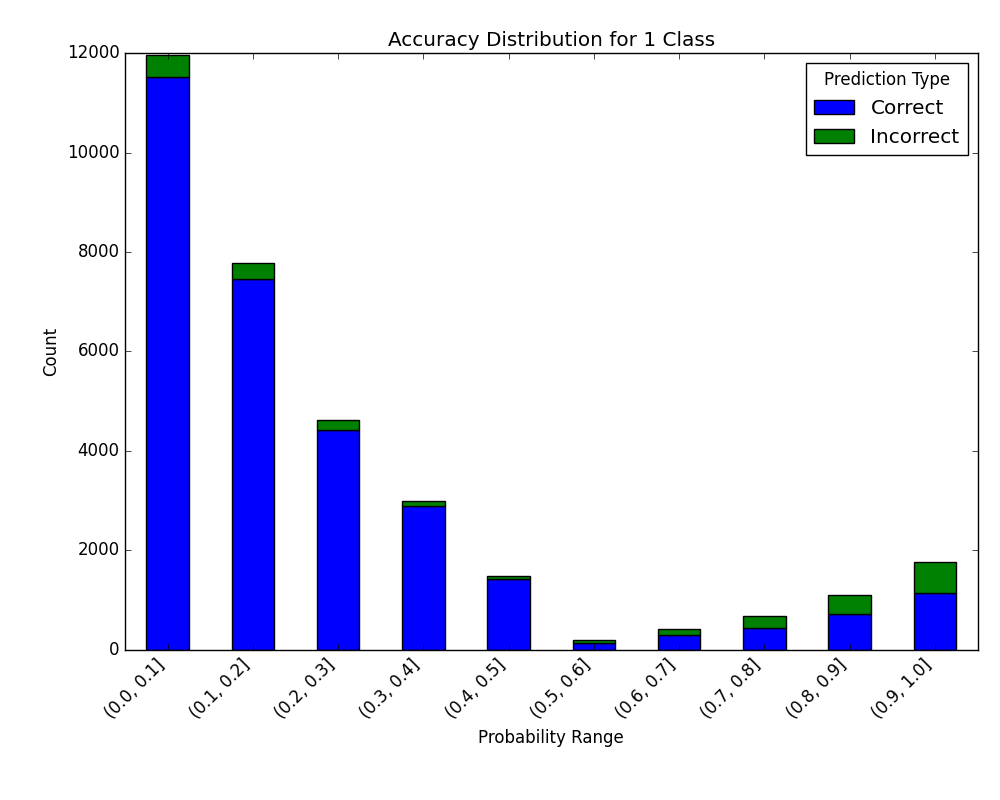 Accuracy Distribution for 1 Class
Prediction Type
Correct
Incorrect
Count
12000
10000
8000
6000
4000
2000
0
(0.0, 0.1]
(0.1, 0.2]
(0.2, 0.3]
(0.3, 0.4]
(0.4, 0.5]
(0.5, 0.6]
(0.6, 0.7]
(0.7, 0.8]
(0.8, 0.9]
(0.9, 1.0]
Probability Range